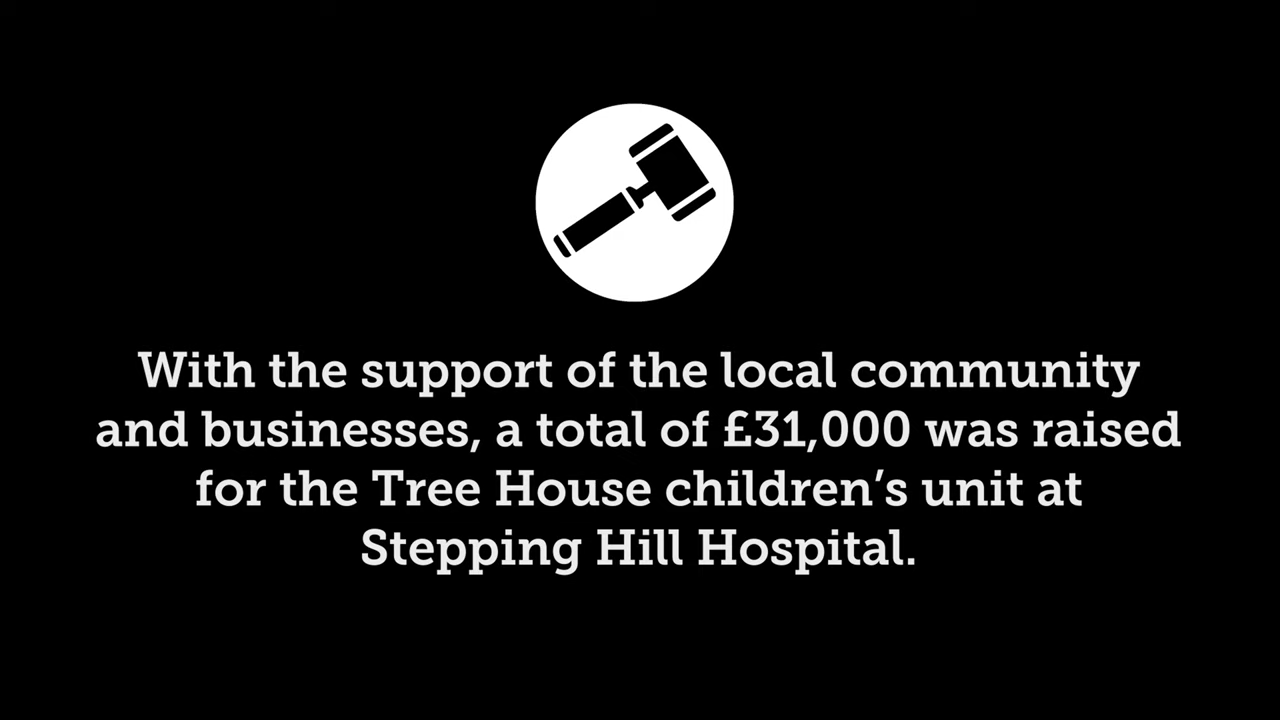 With the support of the local community
and businesses, a total of £31,000 was raised
for the Tree House children’s unit at
Stepping Hill Hospital.